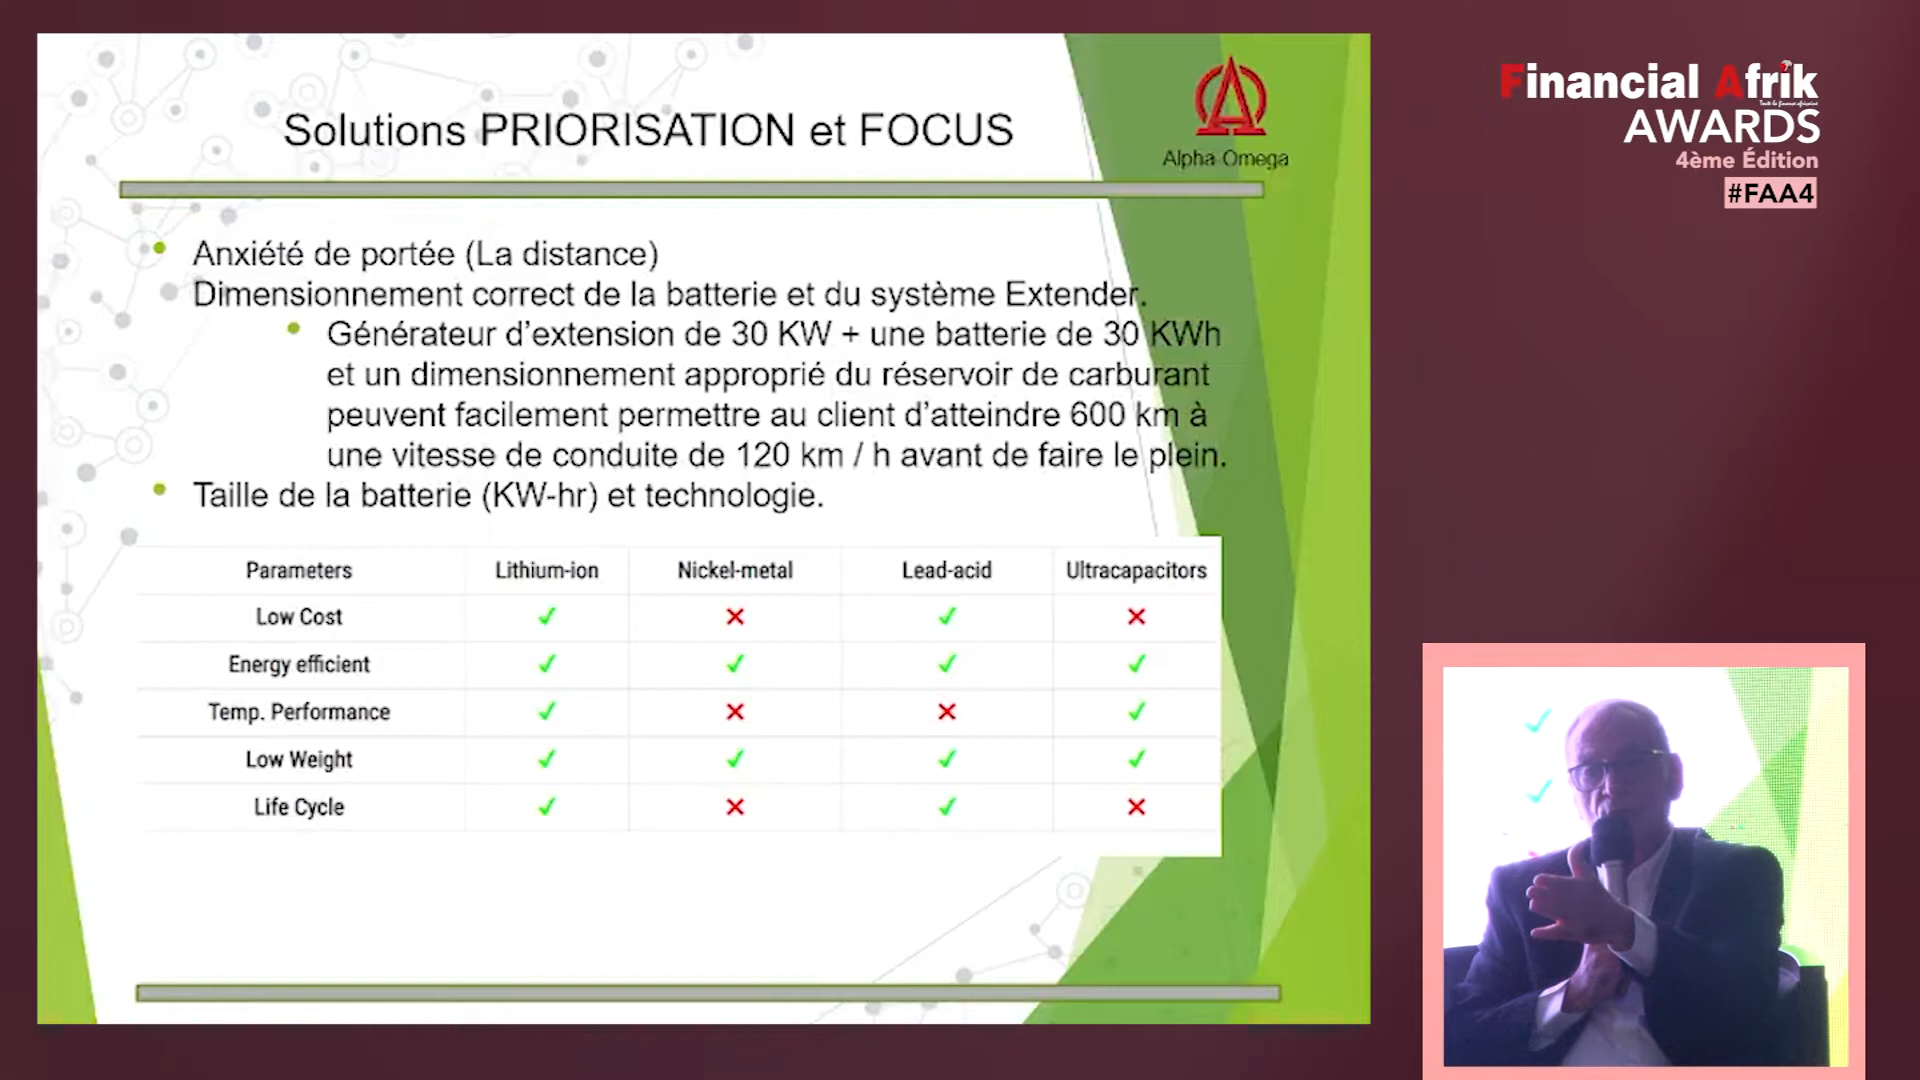 Solutions PRIORISATION et FOCUS
Alpha-Omega
Anxiété de portée (La distance)
Dimensionnement correct de la batterie et du système Extender.
Générateur d’extension de 30 KW + une batterie de 30 KWh
et un dimensionnement approprié du réservoir de carburant
peuvent facilement permettre au client d’atteindre 600 km à
une vitesse de conduite de 120 km / h avant de faire le plein.
Taille de la batterie (KW-hr) et technologie.
Parameters Lithium-ion Nickel-metal Lead-acid Ultracapacitors
Low Cost ✓ ✕ ✓ ✕
Energy efficient ✓ ✓ ✓ ✓
Temp. Performance ✓ ✕ ✕ ✓
Low Weight ✓ ✓ ✓ ✓
Life Cycle ✓ ✕ ✓ ✕
Financial Afrik
AWARDS
4ème Édition
#FAA4